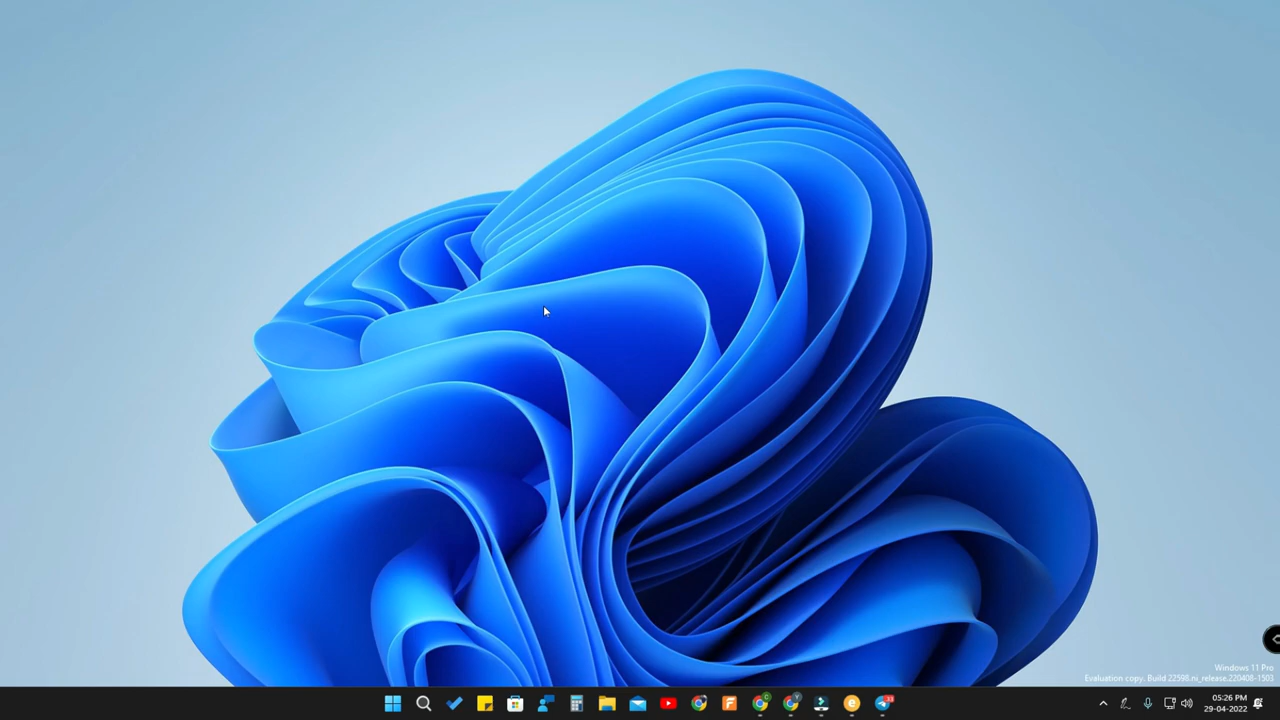 Windows 11 Pro
Evaluation copy. Build 22598.ni_release.220408-1503
05:26 PM
29-04-2022